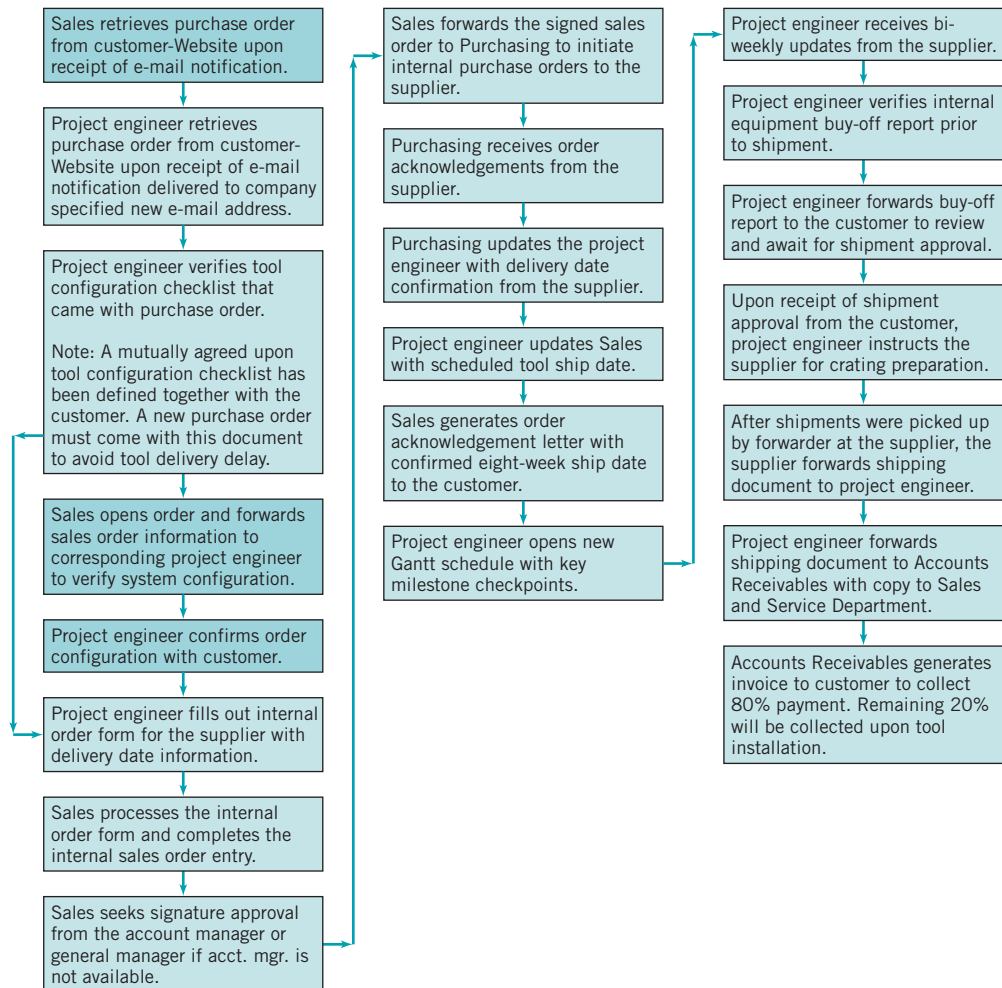 Sales retrieves purchase order
from customer-Website upon
receipt of e-mail notification.
Project engineer retrieves
purchase order from customer-
Website upon receipt of e-mail
notification delivered to company
specified new e-mail address.
Project engineer verifies tool
configuration checklist that
came with purchase order.
Note: A mutually agreed upon
tool configuration checklist has
been defined together with the
customer. A new purchase order
must come with this document
to avoid tool delivery delay.
Sales opens order and forwards
sales order information to
corresponding project engineer
to verify system configuration.
Project engineer confirms order
configuration with customer.
Project engineer fills out internal
order form for the supplier with
delivery date information.
Sales processes the internal
order form and completes the
internal sales order entry.
Sales seeks signature approval
from the account manager or
general manager if acct. mgr. is
not available.
Sales forwards the signed sales
order to Purchasing to initiate
internal purchase orders to the
supplier.
Purchasing receives order
acknowledgements from the
supplier.
Purchasing updates the project
engineer with delivery date
confirmation from the supplier.
Project engineer updates Sales
with scheduled tool ship date.
Sales generates order
acknowledgement letter with
confirmed eight-week ship date
to the customer.
Project engineer opens new
Gantt schedule with key
milestone checkpoints.
Project engineer receives bi-
weekly updates from the supplier.
Project engineer verifies internal
equipment buy-off report prior
to shipment.
Project engineer forwards buy-off
report to the customer to review
and await for shipment approval.
Upon receipt of shipment
approval from the customer,
project engineer instructs the
supplier for crating preparation.
After shipments were picked up
by forwarder at the supplier, the
supplier forwards shipping
document to project engineer.
Project engineer forwards
shipping document to Accounts
Receivables with copy to Sales
and Service Department.
Accounts Receivables generates
invoice to customer to collect
80% payment. Remaining 20%
will be collected upon tool
installation.